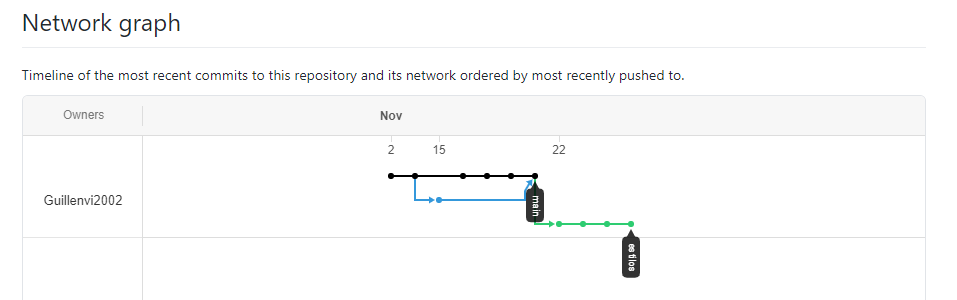 Network graph
Timeline of the most recent commits to this repository and its network ordered by most recently pushed to.
Owners
Nov
2
15
22
Guillenvi2002
main
estilos